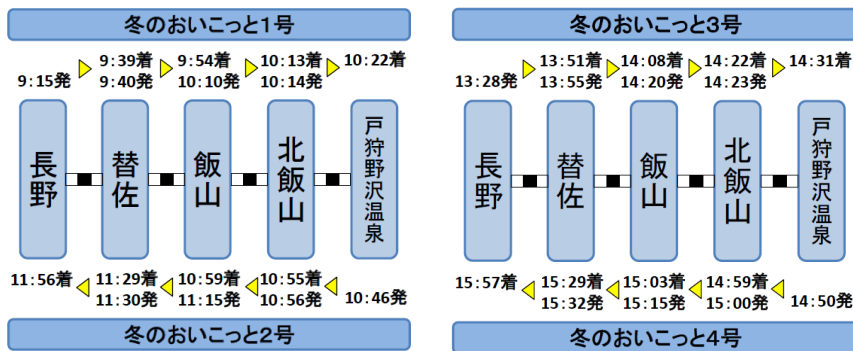 冬のおいこっと1号
9:15発
9:39着
9:40発
9:54着
10:10発
10:13着
10:14発
10:22着
長野
替佐
飯山
北飯山
戸狩野沢温泉
11:56着
11:29着
11:30発
10:59着
11:15発
10:55着
10:56発
10:46発
冬のおいこっと2号
冬のおいこっと3号
13:28発
13:51着
13:55発
14:08着
14:20発
14:22着
14:23発
14:31着
長野
替佐
飯山
北飯山
戸狩野沢温泉
15:57着
15:29着
15:32発
15:03着
15:15発
14:59着
15:00発
14:50発
冬のおいこっと4号